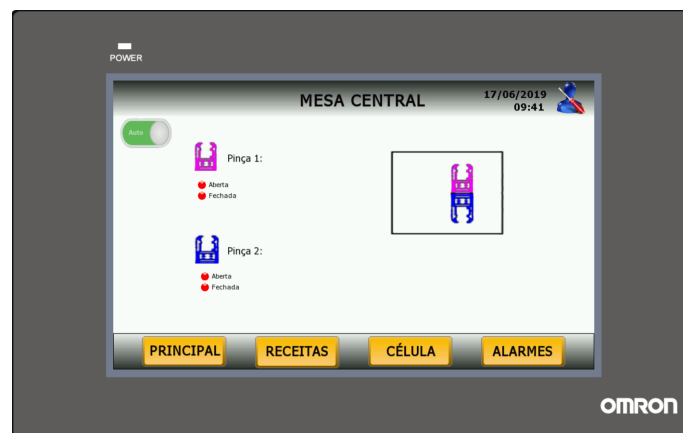 POWER
MESA CENTRAL
17/06/2019
09:41
Auto
Pinça 1:
Aberta
Fechada
Pinça 2:
Aberta
Fechada
PRINCIPAL
RECEITAS
CÉLULA
ALARMES
OMRON